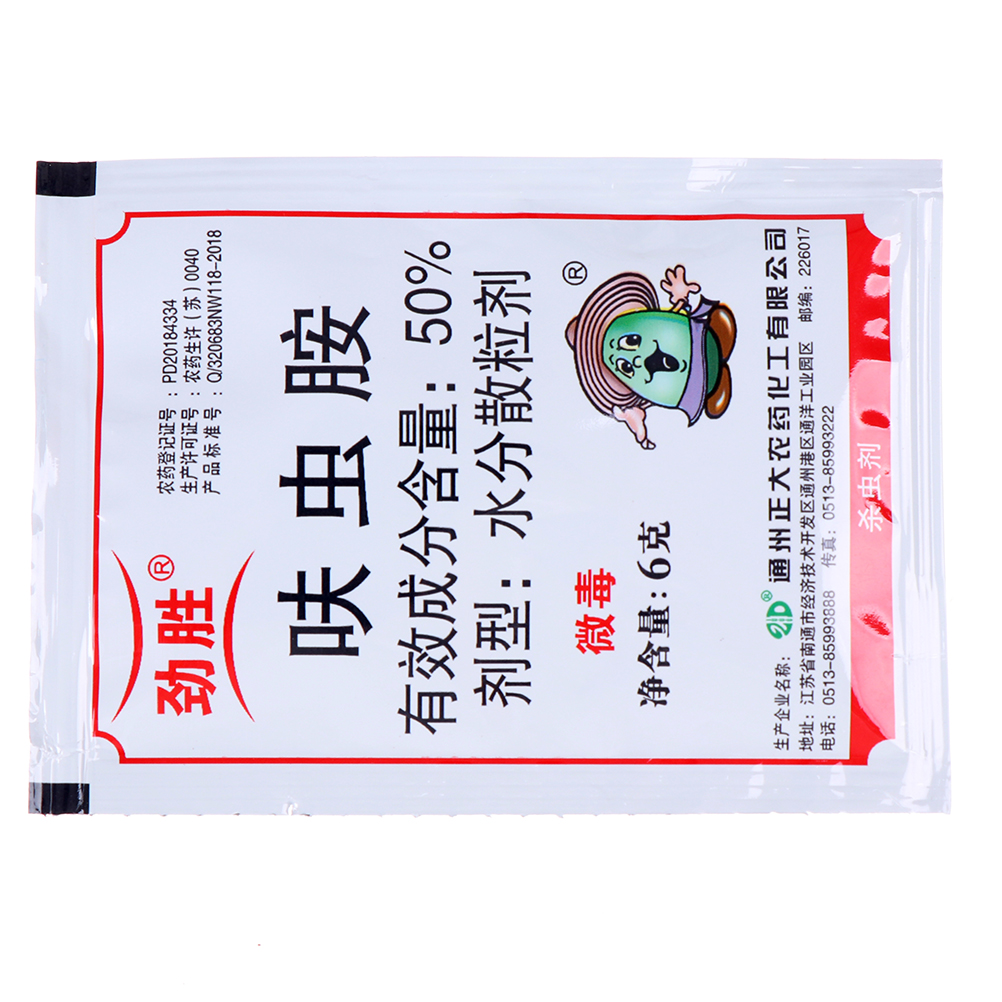 农药登记证号：PD20184334
生产许可证号：农药生许（苏）0040
产品标准号：Q/320683NW118-2018
劲胜®
呋虫胺
有效成分含量：50%
剂型：水分散粒剂
®
微毒
净含量：6克
生产企业名称：ZD®通州正大农药化工有限公司
地址：江苏省南通市经济技术开发区通州港区通洋工业园区 邮编：226017
电话：0513-85993888 传真：0513-85993222
杀虫剂